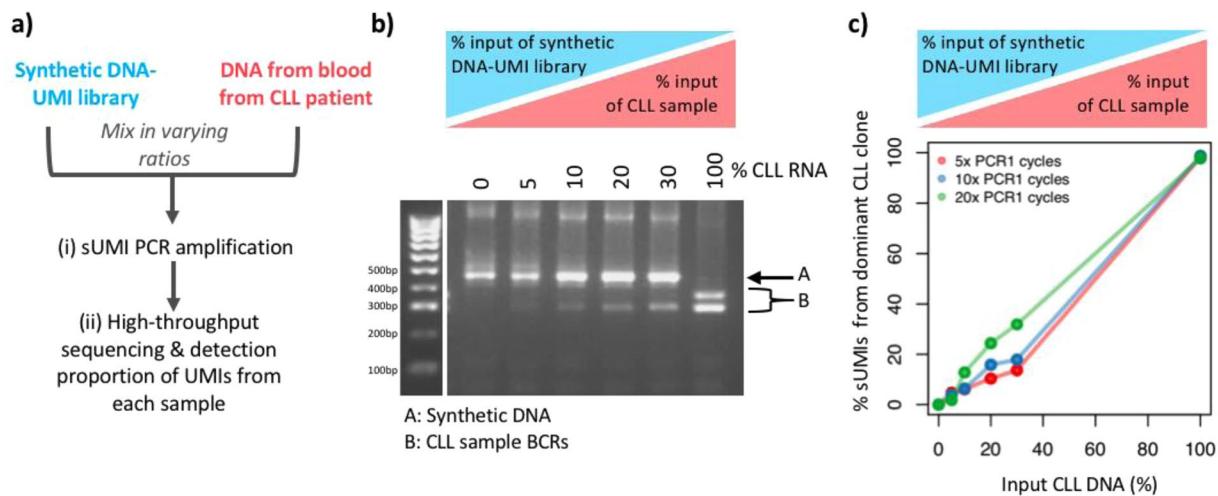 a)
Synthetic DNA-
UMI library
DNA from blood
from CLL patient
Mix in varying
ratios
(i) sUMI PCR amplification
(ii) High-throughput
sequencing & detection
proportion of UMIs from
each sample
b)
% input of synthetic
DNA-UMI library
% input
of CLL sample
0 5 10 20 30 100 % CLL RNA
500bp
400bp
300bp
200bp
100bp
A
B
A: Synthetic DNA
B: CLL sample BCRs
c)
% input of synthetic
DNA-UMI library
% input
of CLL sample
% sUMIs from dominant CLL clone
100
80
60
40
20
0
5x PCR1 cycles
10x PCR1 cycles
20x PCR1 cycles
0 20 40 60 80 100
Input CLL DNA (%)